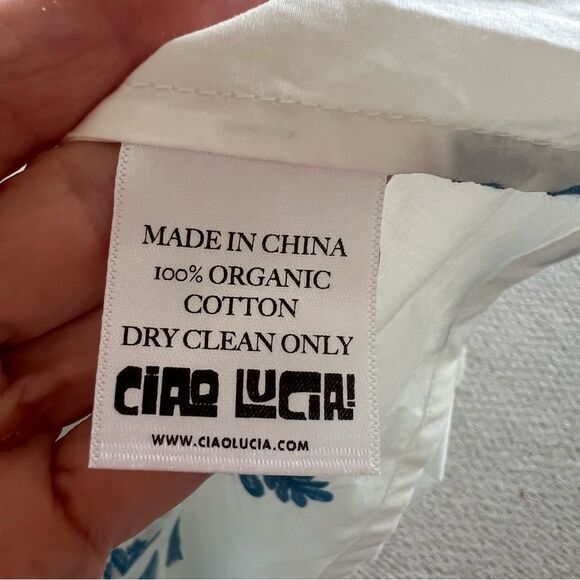 MADE IN CHINA
100% ORGANIC
COTTON
DRY CLEAN ONLY
CIAO LUCIA!
WWW.CIAOLUCIA.COM